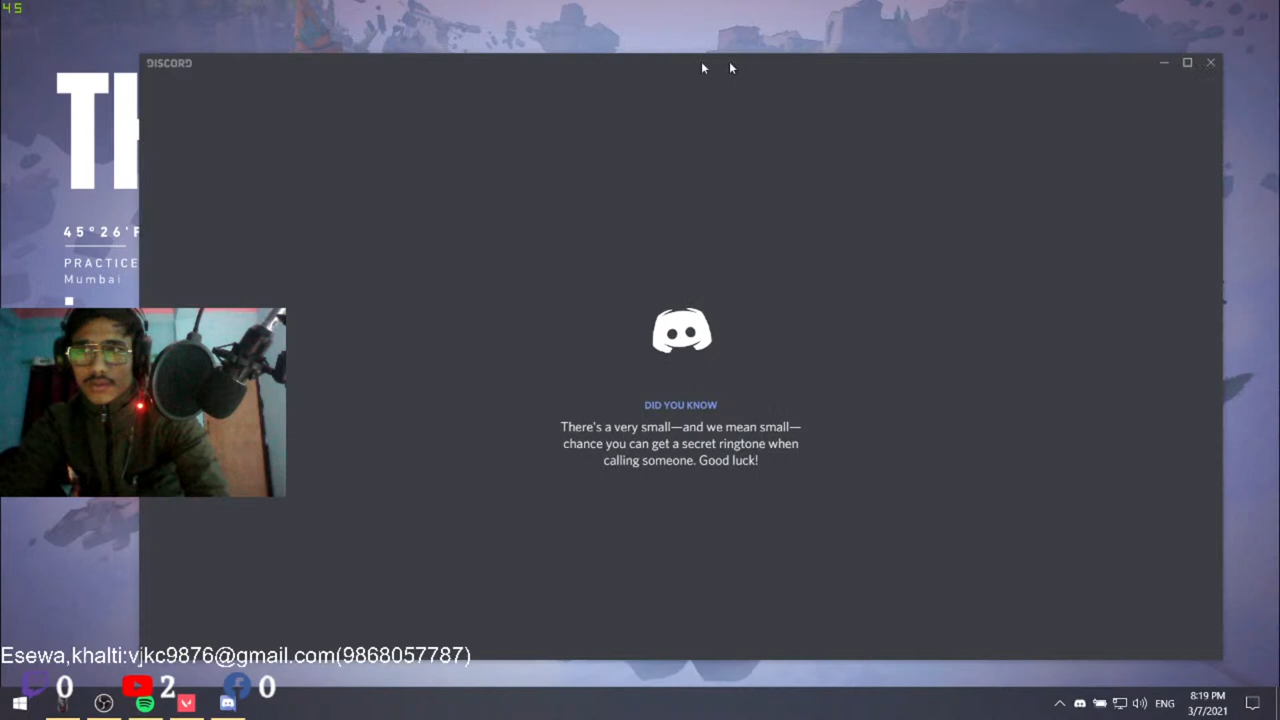 45
DISCORD
TH
45°26'F
PRACTICE
Mumbai
DID YOU KNOW
There's a very small—and we mean small—
chance you can get a secret ringtone when
calling someone. Good luck!
Esewa,khalti:vjkc9876@gmail.com(9868057787)
0 2 0
ENG
8:19 PM
3/7/2021